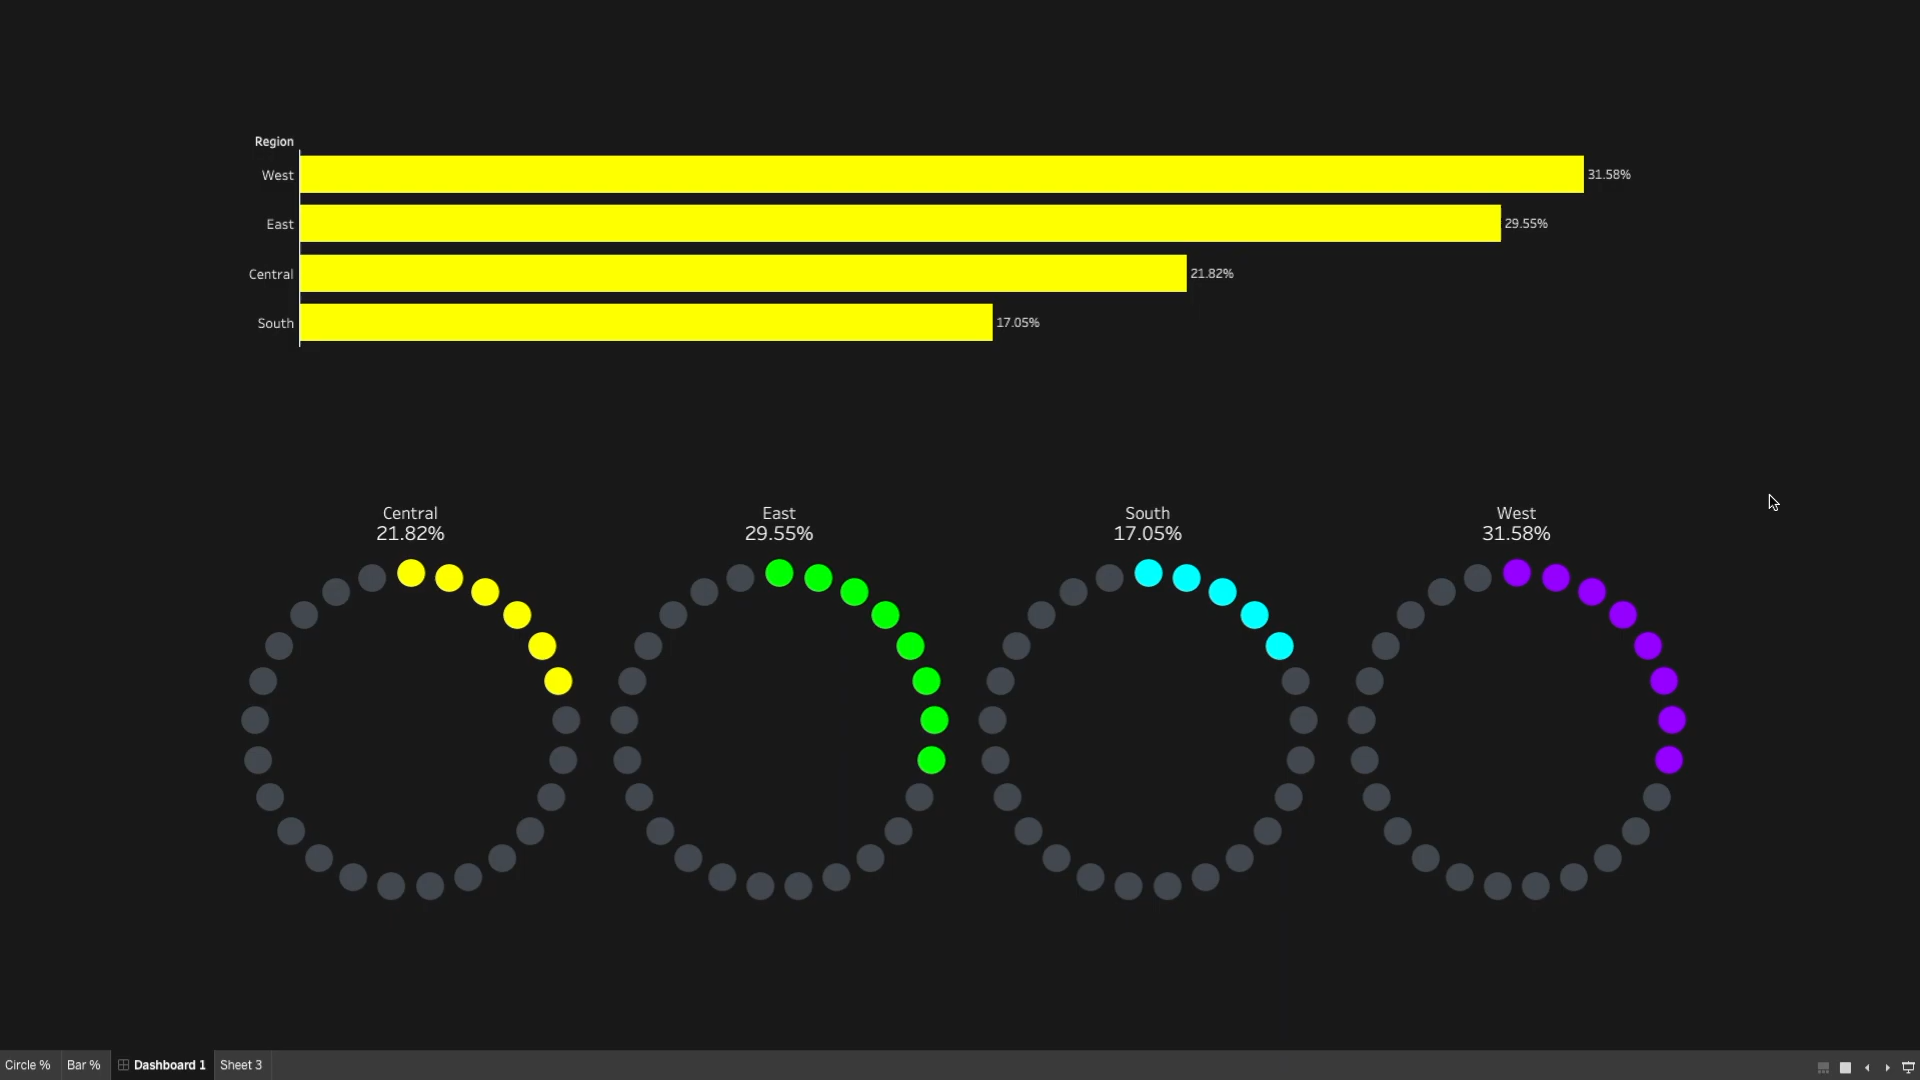 Region
West 31.58%
East 29.55%
Central 21.82%
South 17.05%
Central East South West
21.82% 29.55% 17.05% 31.58%
Circle % Bar % Dashboard 1 Sheet 3